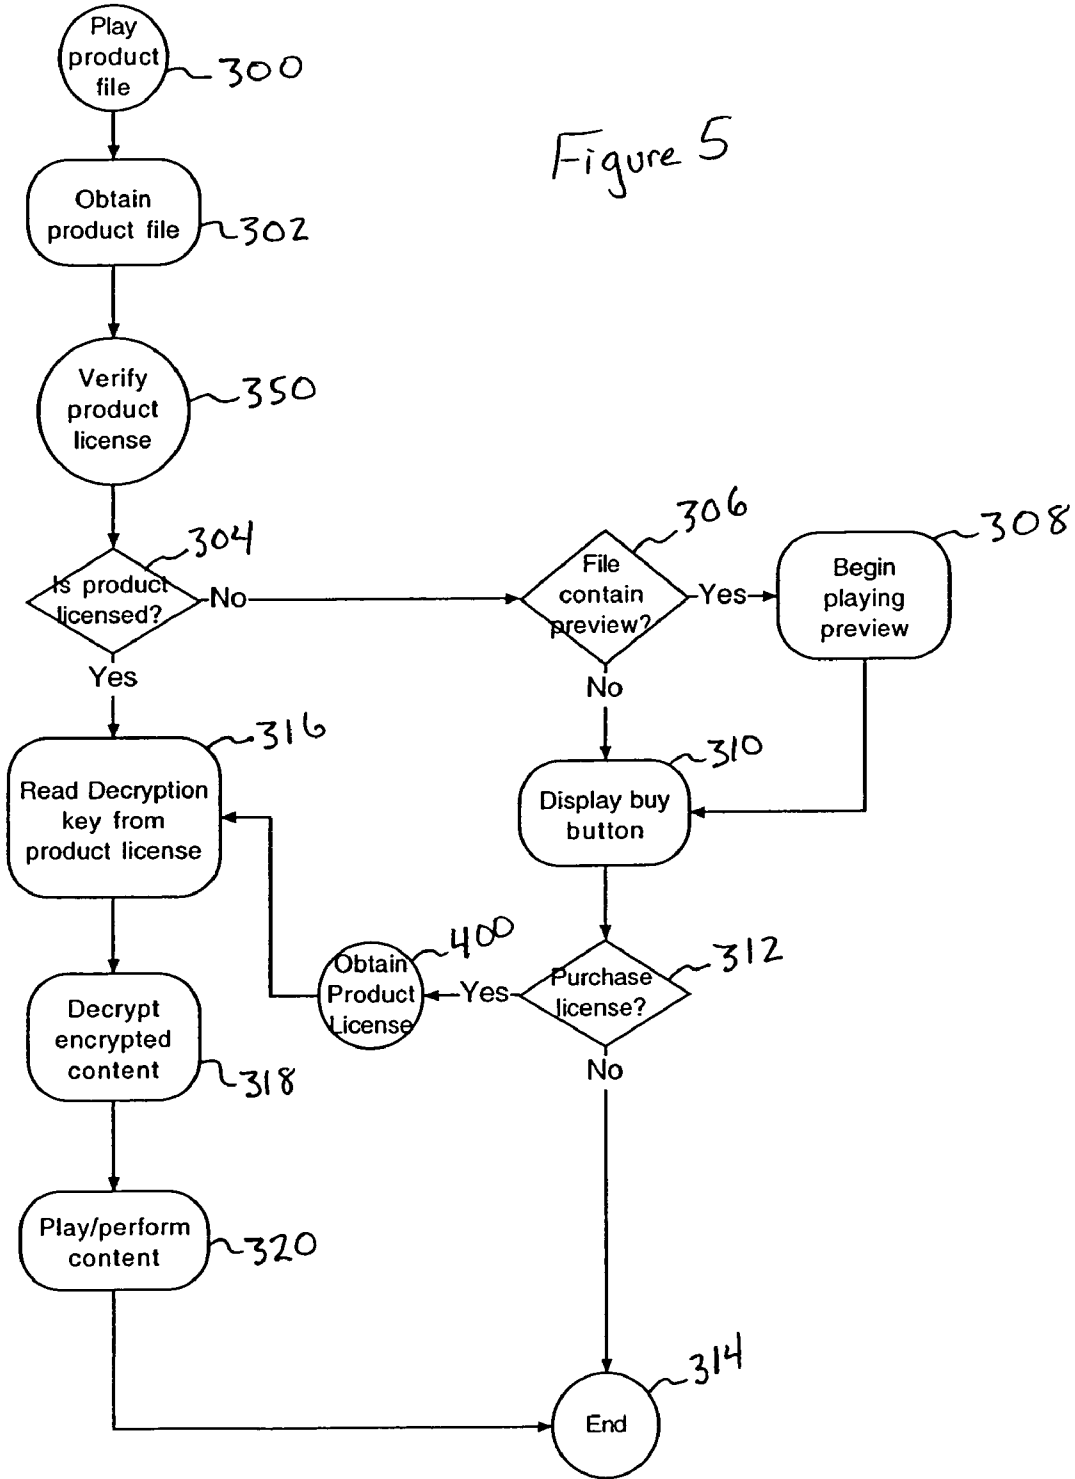 Play
product
file
300
Figure 5
Obtain
product file
302
Verify
product
license
350
304
Is product
licensed?
No
Yes
306
File
contain
preview?
Yes
No
308
Begin
playing
preview
316
Read Decryption
key from
product license
310
Display buy
button
400
Obtain
Product
License
Yes
312
Purchase
license?
No
Decrypt
encrypted
content
318
Play/perform
content
320
314
End